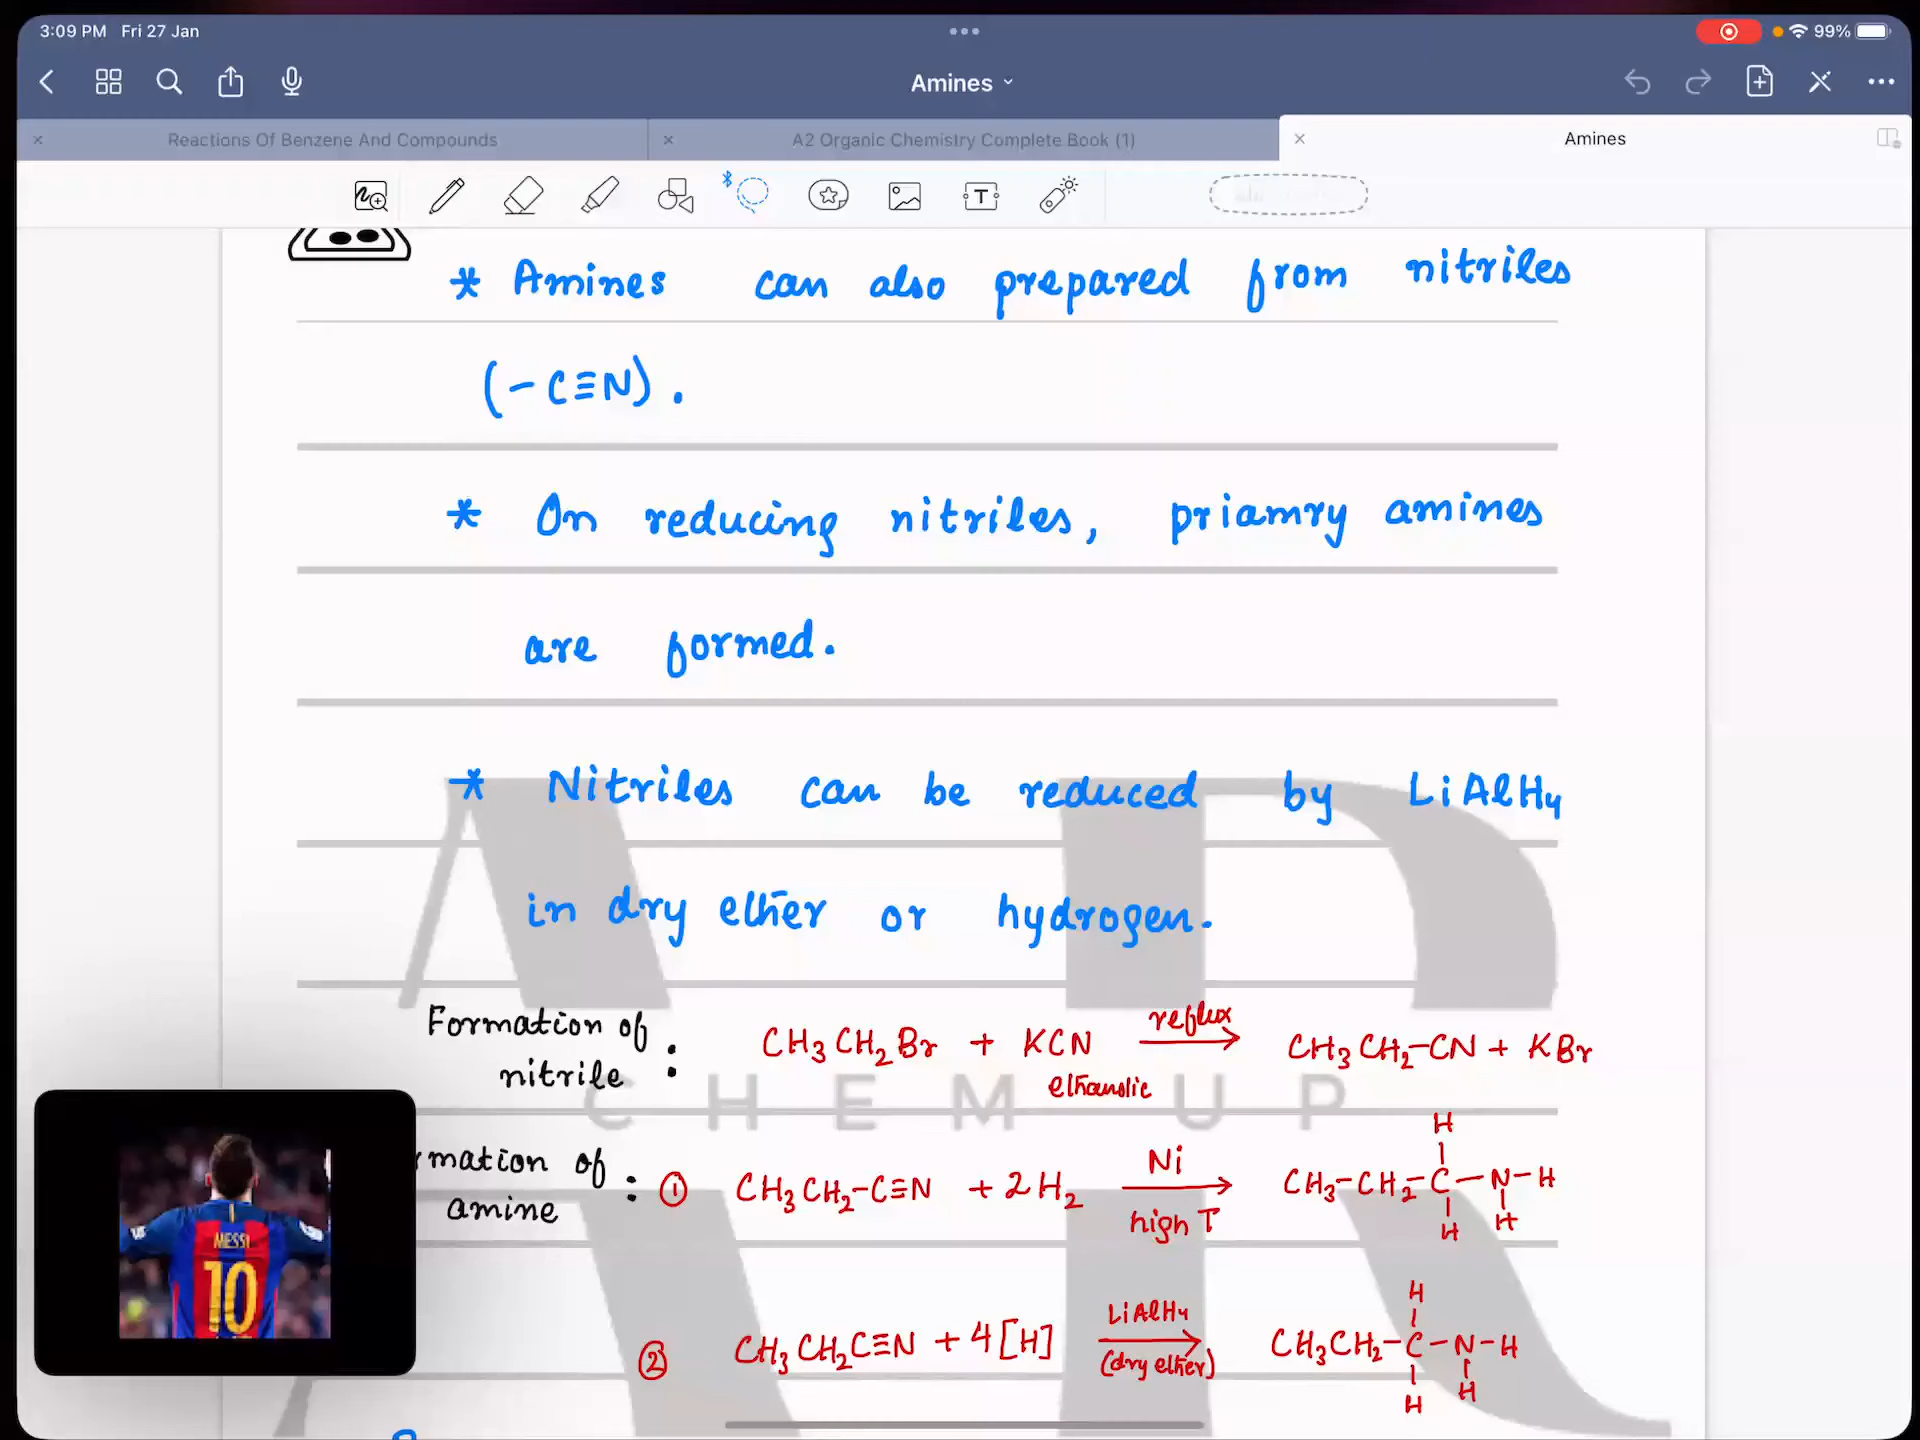 3:09 PM Fri 27 Jan
99%
Amines
Reactions Of Benzene And Compounds
A2 Organic Chemistry Complete Book (1)
Amines
* Amines can also prepared from nitriles
(-C≡N).
* On reducing nitriles, priamry amines
are formed.
* Nitriles can be reduced by LiAlH₄
in dry ether or hydrogen.
Formation of
nitrile :
CH₃CH₂Br + KCN reflux → CH₃CH₂-CN + KBr
ethanolic
CHEM UP
mation of
amine :
① CH₃CH₂-C≡N + 2H₂ Ni → CH₃-CH₂-C-N-H
high T
H
H H
② CH₃CH₂C≡N + 4[H] LiAlH₄ → CH₃CH₂-C-N-H
(dry ether)
H
H H
MESSI
10
AR